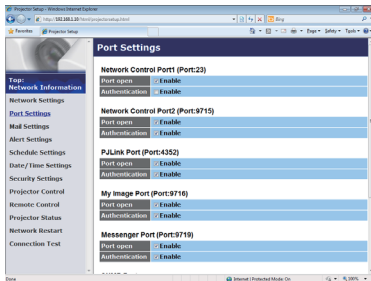 Projector Setup - Windows Internet Explorer
http://192.168.1.10/html/projectorsetup.html
Bing
Favorites
Projector Setup
Page
Safety
Tools
Port Settings
Top:
Network Information
Network Settings
Port Settings
Mail Settings
Alert Settings
Schedule Settings
Date/Time Settings
Security Settings
Projector Control
Remote Control
Projector Status
Network Restart
Connection Test
Network Control Port1 (Port:23)
Port open Enable
Authentication Enable
Network Control Port2 (Port:9715)
Port open Enable
Authentication Enable
PJLink Port (Port:4352)
Port open Enable
Authentication Enable
My Image Port (Port:9716)
Port open Enable
Authentication Enable
Messenger Port (Port:9719)
Port open Enable
Authentication Enable
Done
Internet | Protected Mode: On
100%